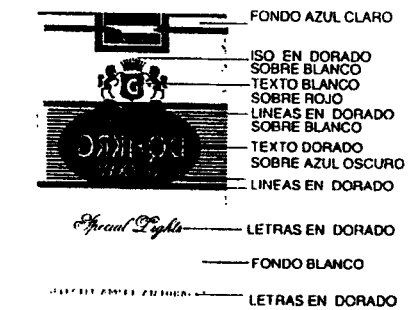 FONDO AZUL CLARO
ISO EN DORADO
SOBRE BLANCO
TEXTO BLANCO
SOBRE ROJO
LINEAS EN DORADO
SOBRE BLANCO
TEXTO DORADO
SOBRE AZUL OSCURO
LINEAS EN DORADO
Special Lights
LETRAS EN DORADO
FONDO BLANCO
LETRAS EN DORADO